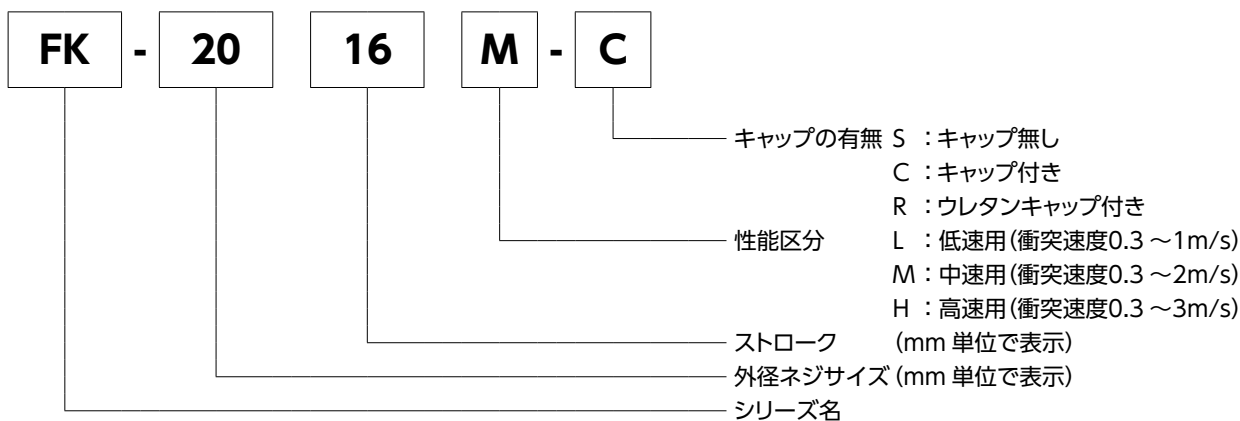 FK - 20 16 M - C
キャップの有無 S :キャップ無し
C :キャップ付き
R :ウレタンキャップ付き
性能区分 L :低速用(衝突速度0.3 ～1m/s)
M :中速用(衝突速度0.3 ～2m/s)
H :高速用(衝突速度0.3 ～3m/s)
ストローク (mm 単位で表示)
外径ネジサイズ (mm 単位で表示)
シリーズ名